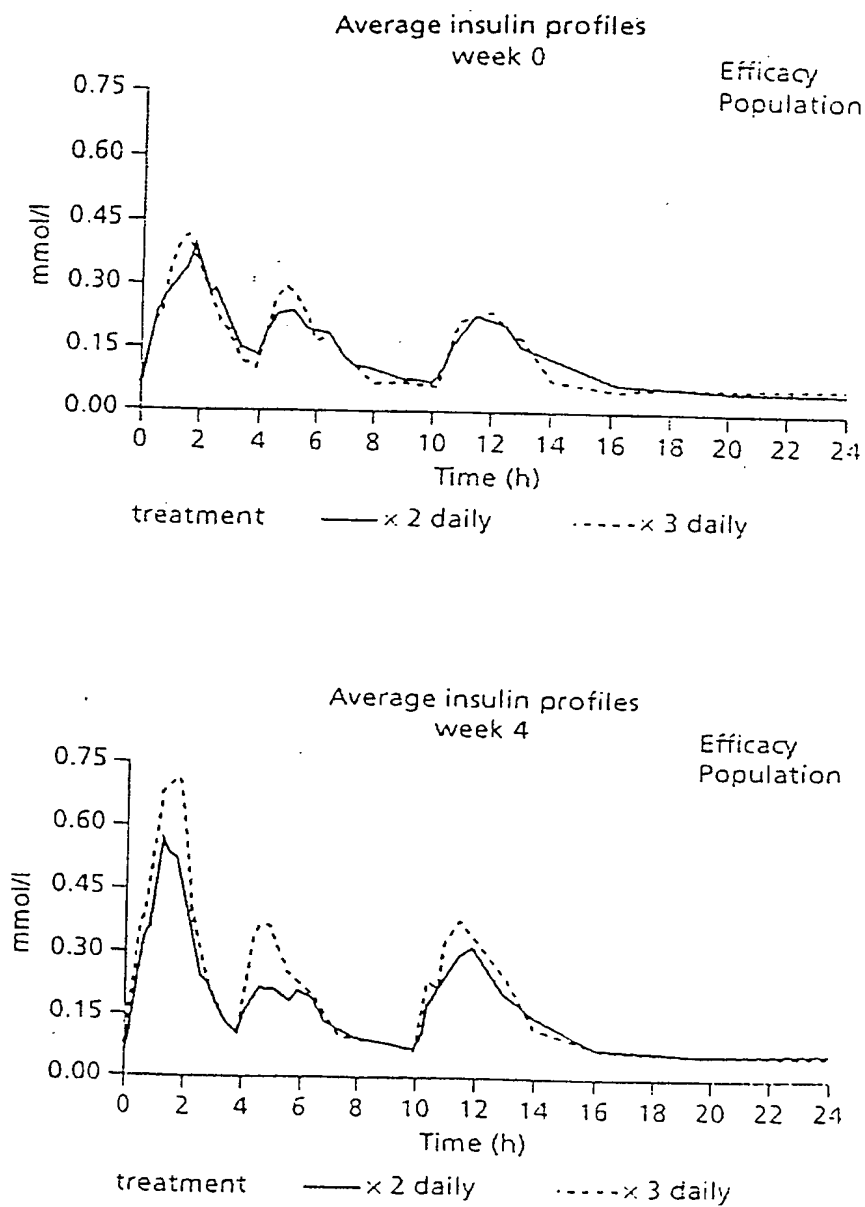 Average insulin profiles
week 0
Efficacy
Population
0.75
0.60
0.45
0.30
0.15
0.00
mmol/l
0 2 4 6 8 10 12 14 16 18 20 22 24
Time (h)
treatment × 2 daily × 3 daily
Average insulin profiles
week 4
Efficacy
Population
0.75
0.60
0.45
0.30
0.15
0.00
mmol/l
0 2 4 6 8 10 12 14 16 18 20 22 24
Time (h)
treatment × 2 daily × 3 daily